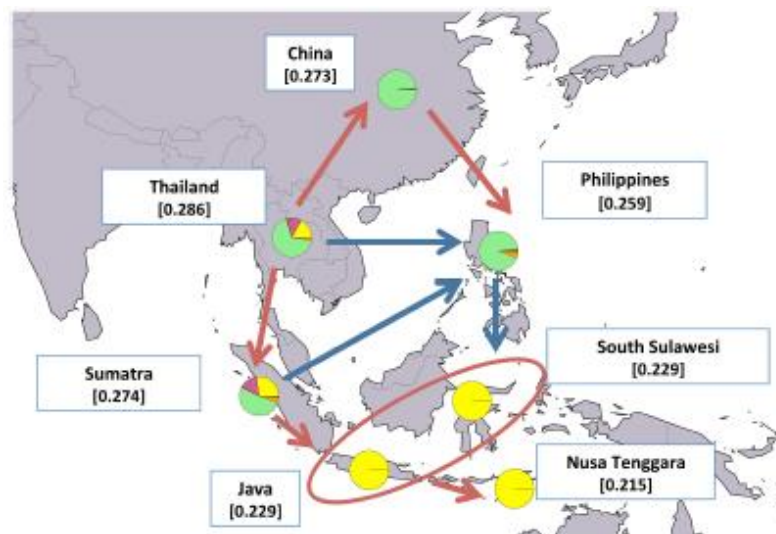 China
[0.273]
Thailand
[0.286]
Philippines
[0.259]
Sumatra
[0.274]
South Sulawesi
[0.229]
Java
[0.229]
Nusa Tenggara
[0.215]